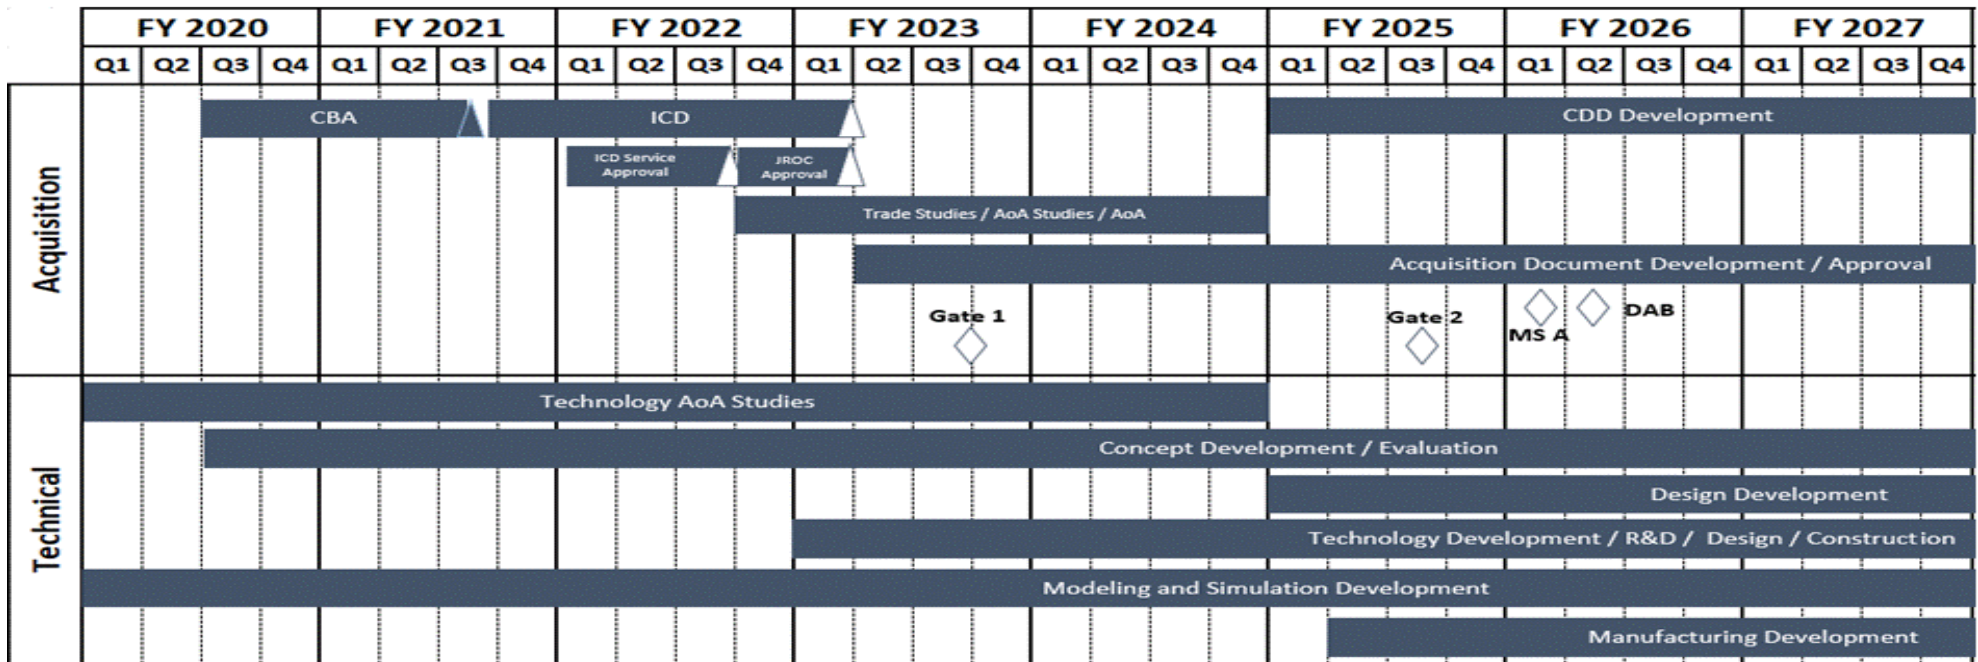 FY 2020 FY 2021 FY 2022 FY 2023 FY 2024 FY 2025 FY 2026 FY 2027
Q1 Q2 Q3 Q4 Q1 Q2 Q3 Q4 Q1 Q2 Q3 Q4 Q1 Q2 Q3 Q4 Q1 Q2 Q3 Q4 Q1 Q2 Q3 Q4 Q1 Q2 Q3 Q4 Q1 Q2 Q3 Q4
Acquisition
CBA ICD CDD Development
ICD Service
Approval
JROC
Approval
Trade Studies / AoA Studies / AoA
Acquisition Document Development / Approval
Gate 1
Gate 2
MS A
DAB
Technical
Technology AoA Studies
Concept Development / Evaluation
Design Development
Technology Development / R&D / Design / Construction
Modeling and Simulation Development
Manufacturing Development